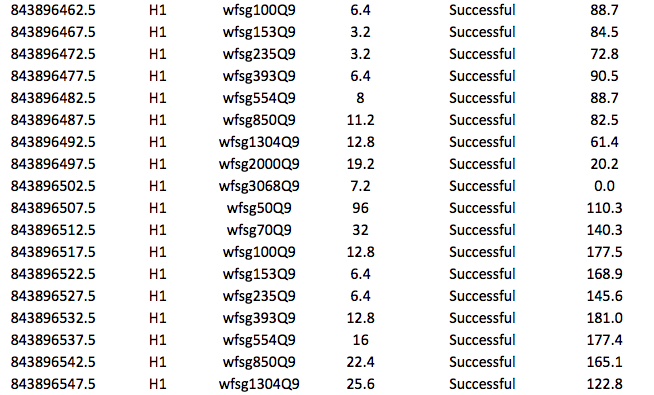 843896462.5 H1 wfsg100Q9 6.4 Successful 88.7
843896467.5 H1 wfsg153Q9 3.2 Successful 84.5
843896472.5 H1 wfsg235Q9 3.2 Successful 72.8
843896477.5 H1 wfsg393Q9 6.4 Successful 90.5
843896482.5 H1 wfsg554Q9 8 Successful 88.7
843896487.5 H1 wfsg850Q9 11.2 Successful 82.5
843896492.5 H1 wfsg1304Q9 12.8 Successful 61.4
843896497.5 H1 wfsg2000Q9 19.2 Successful 20.2
843896502.5 H1 wfsg3068Q9 7.2 Successful 0.0
843896507.5 H1 wfsg50Q9 96 Successful 110.3
843896512.5 H1 wfsg70Q9 32 Successful 140.3
843896517.5 H1 wfsg100Q9 12.8 Successful 177.5
843896522.5 H1 wfsg153Q9 6.4 Successful 168.9
843896527.5 H1 wfsg235Q9 6.4 Successful 145.6
843896532.5 H1 wfsg393Q9 12.8 Successful 181.0
843896537.5 H1 wfsg554Q9 16 Successful 177.4
843896542.5 H1 wfsg850Q9 22.4 Successful 165.1
843896547.5 H1 wfsg1304Q9 25.6 Successful 122.8